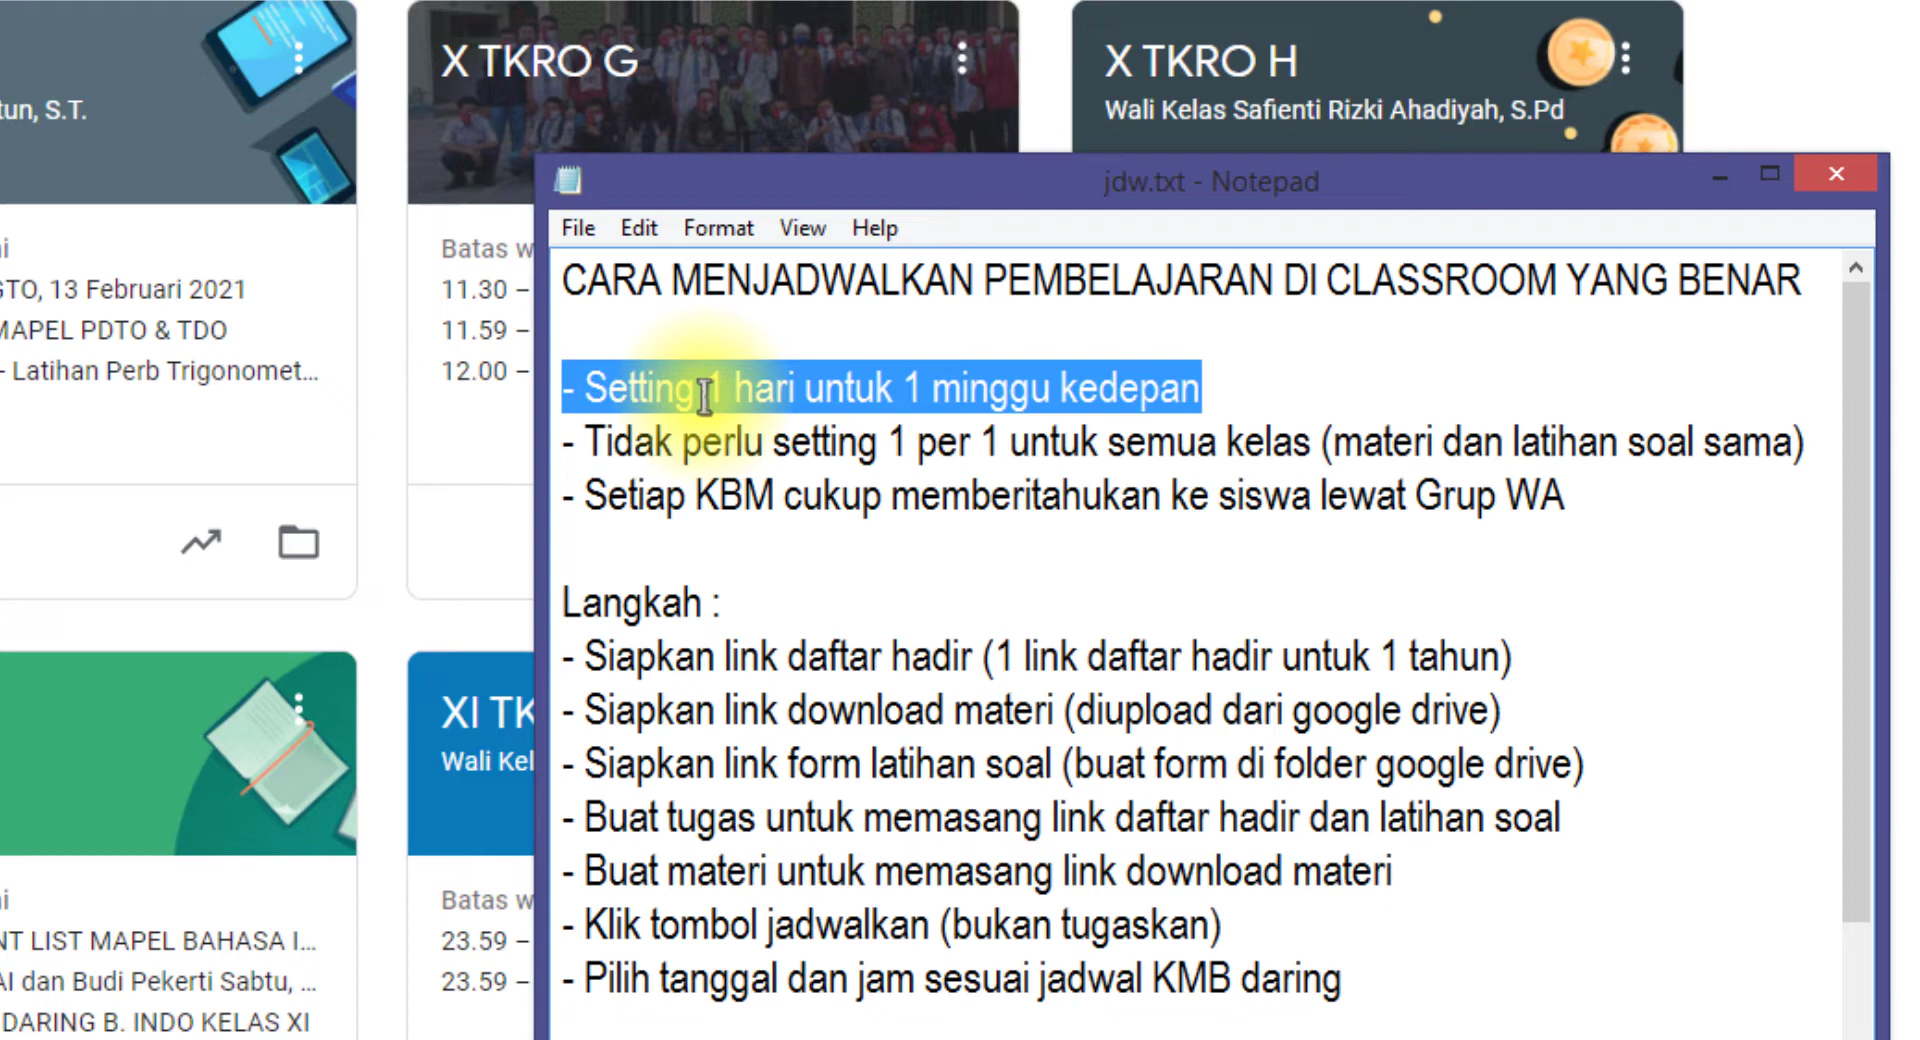 tun, S.T.
X TKRO G
X TKRO H
Wali Kelas Safienti Rizki Ahadiyah, S.Pd
TO, 13 Februari 2021
MAPEL PDTO & TDO
- Latihan Perb Trigonomet...
Batas w
11.30 –
11.59 –
12.00 –
jdw.txt - Notepad
File Edit Format View Help
CARA MENJADWALKAN PEMBELAJARAN DI CLASSROOM YANG BENAR
- Setting 1 hari untuk 1 minggu kedepan
- Tidak perlu setting 1 per 1 untuk semua kelas (materi dan latihan soal sama)
- Setiap KBM cukup memberitahukan ke siswa lewat Grup WA
Langkah :
- Siapkan link daftar hadir (1 link daftar hadir untuk 1 tahun)
- Siapkan link download materi (diupload dari google drive)
- Siapkan link form latihan soal (buat form di folder google drive)
- Buat tugas untuk memasang link daftar hadir dan latihan soal
- Buat materi untuk memasang link download materi
- Klik tombol jadwalkan (bukan tugaskan)
- Pilih tanggal dan jam sesuai jadwal KMB daring
XI TK
Wali Kel
NT LIST MAPEL BAHASA I...
AI dan Budi Pekerti Sabtu, ...
DARING B. INDO KELAS XI
Batas w
23.59 –
23.59 –